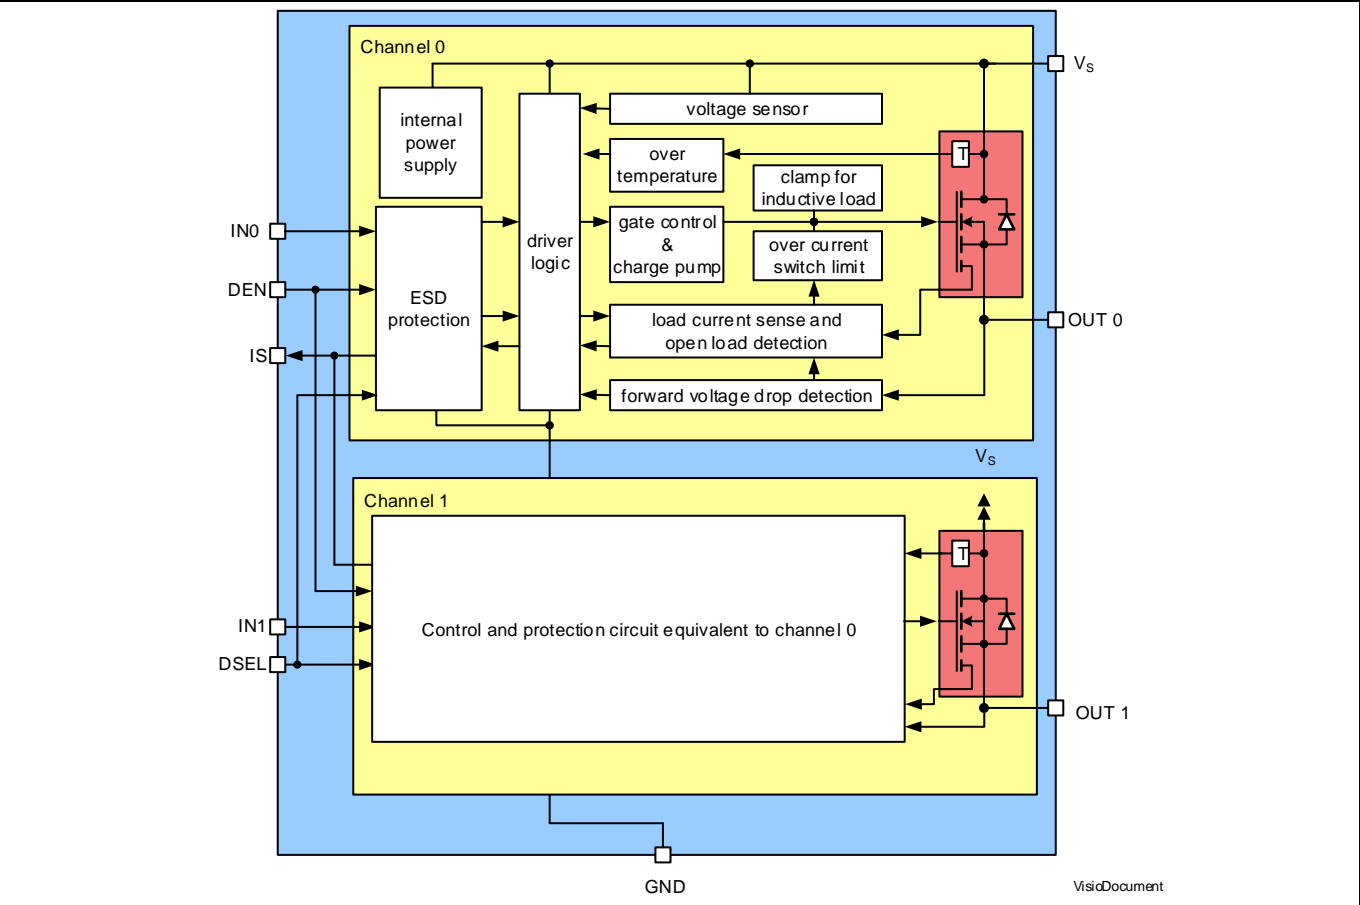 Channel 0
VS
internal
power
supply
voltage sensor
over
temperature
T
clamp for
inductive load
IN0
driver
logic
gate control
&
charge pump
over current
switch limit
DEN
ESD
protection
load current sense and
open load detection
OUT 0
IS
forward voltage drop detection
VS
Channel 1
T
IN1
Control and protection circuit equivalent to channel 0
DSEL
OUT 1
GND
VisioDocument